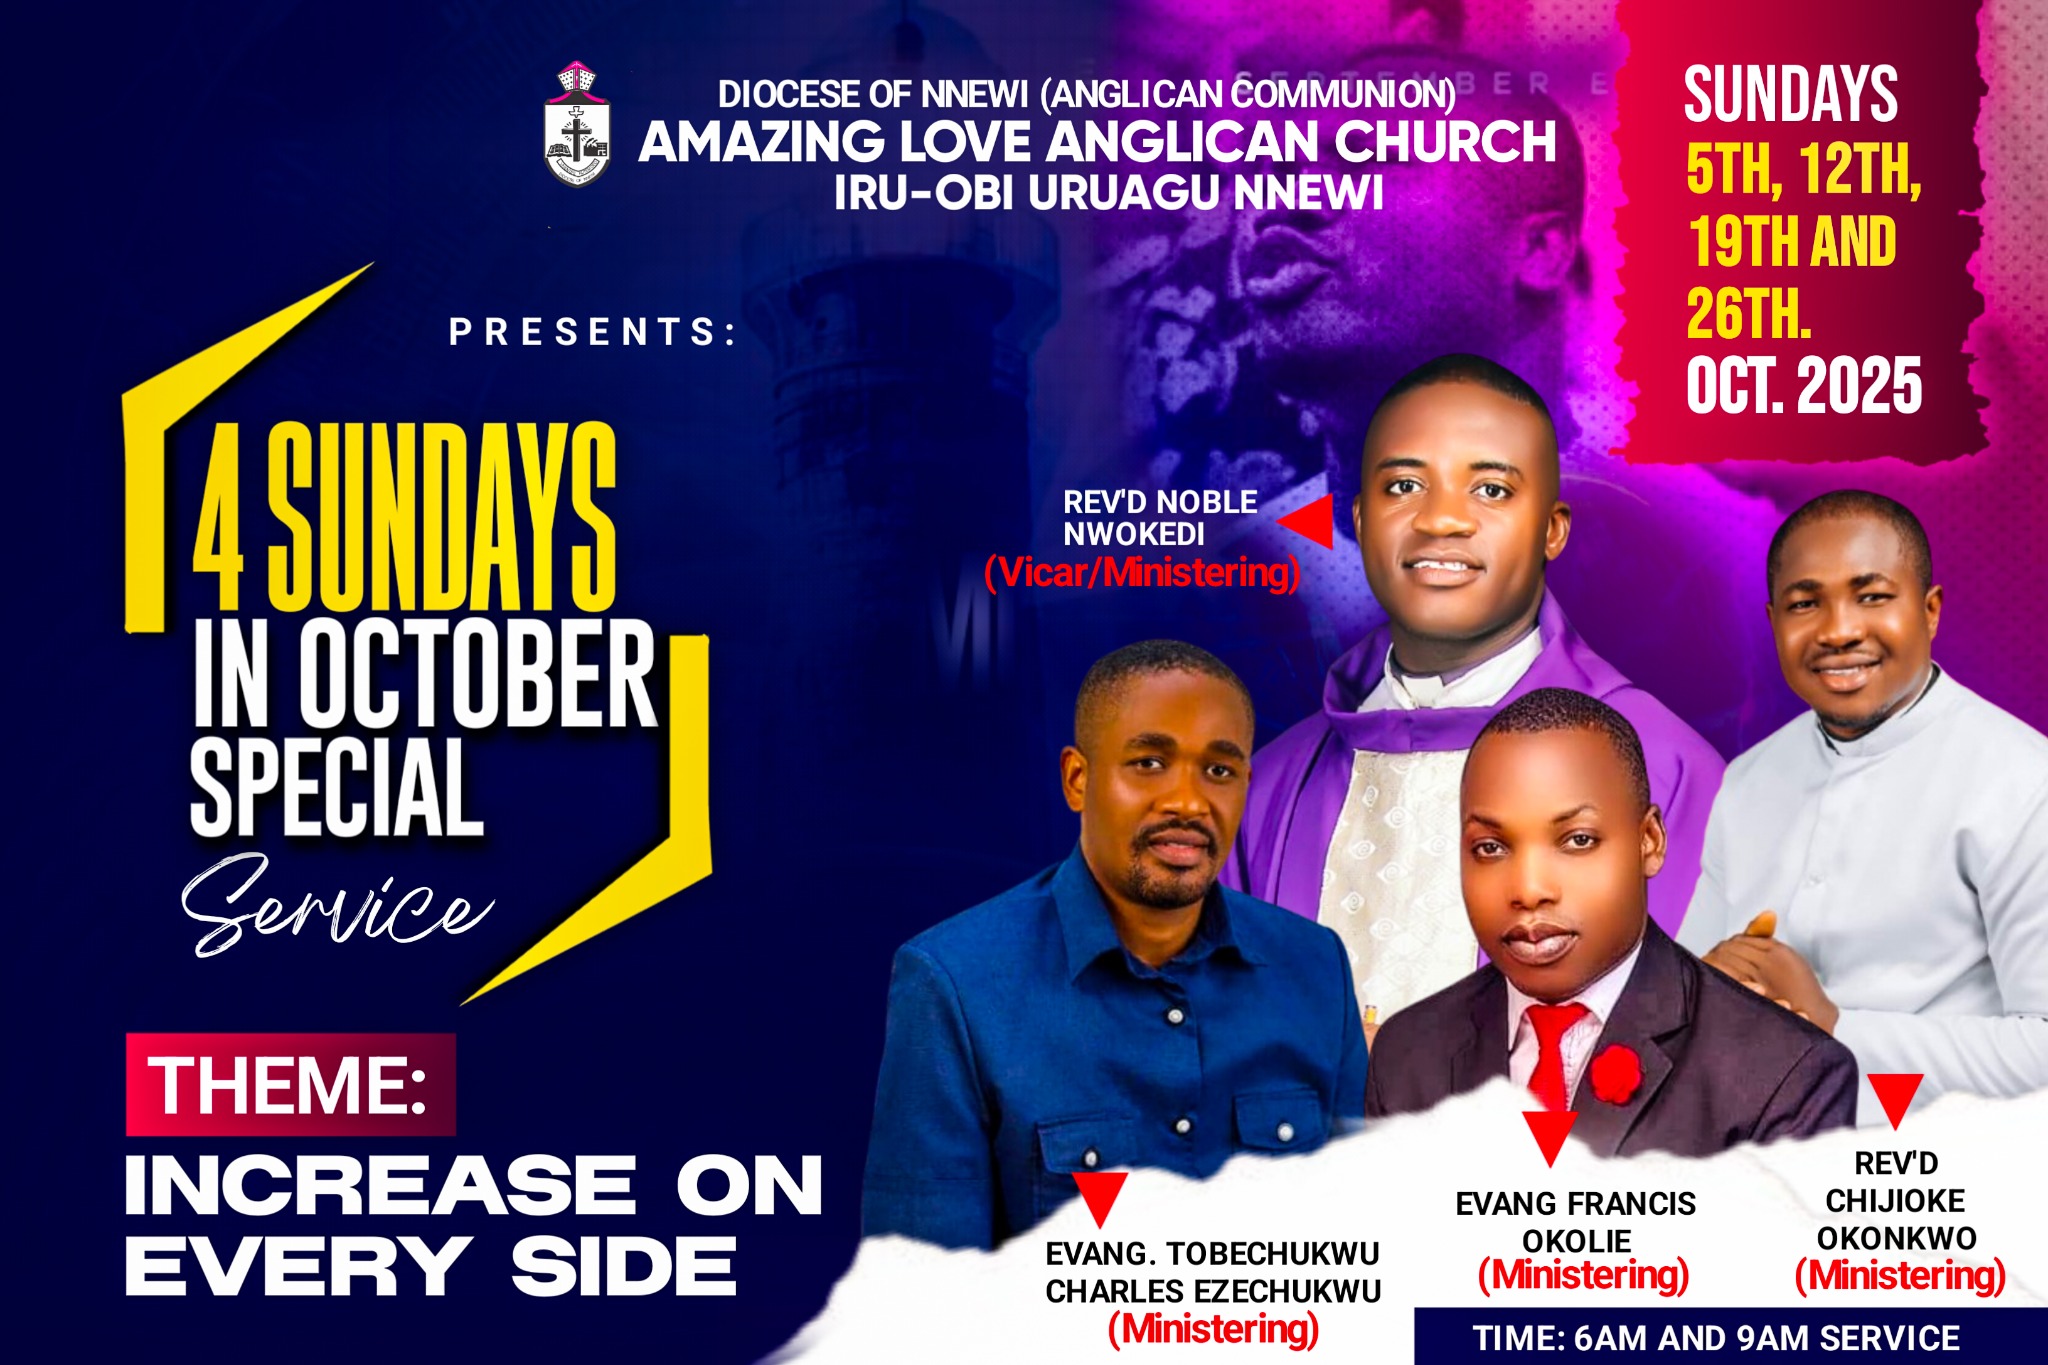 DIOCESE OF NNEWI (ANGLICAN COMMUNION)
AMAZING LOVE ANGLICAN CHURCH
IRU-OBI URUAGU NNEWI
SUNDAYS
5TH, 12TH,
19TH AND
26TH.
OCT. 2025
PRESENTS:
4 SUNDAYS
IN OCTOBER
SPECIAL
Service
THEME:
INCREASE ON
EVERY SIDE
REV'D NOBLE
NWOKEDI
(Vicar/Ministering)
EVANG. TOBECHUKWU
CHARLES EZECHUKWU
(Ministering)
EVANG FRANCIS
OKOLIE
(Ministering)
REV'D
CHIJIOKE
OKONKWO
(Ministering)
TIME: 6AM AND 9AM SERVICE